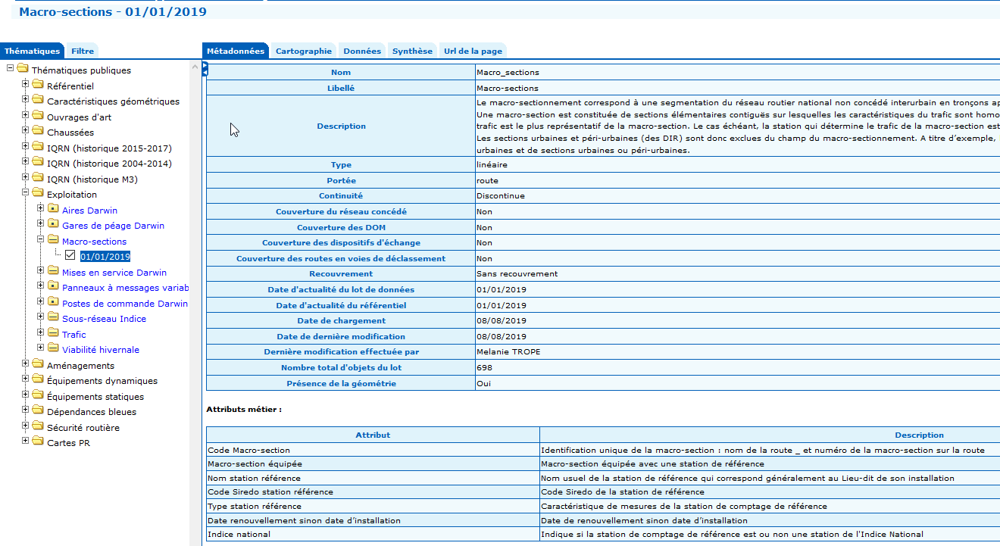 Macro-sections - 01/01/2019
Thématiques
Filtre
Métadonnées
Cartographie
Données
Synthèse
Url de la page
Thématiques publiques
Référentiel
Caractéristiques géométriques
Ouvrages d'art
Chaussées
IQRN (historique 2015-2017)
IQRN (historique 2004-2014)
IQRN (historique M3)
Exploitation
Aires Darwin
Gares de péage Darwin
Macro-sections
01/01/2019
Mises en service Darwin
Panneaux à messages variab
Postes de commande Darwin
Sous-réseau Indice
Trafic
Viabilité hivernale
Aménagements
Équipements dynamiques
Équipements statiques
Dépendances bleues
Sécurité routière
Cartes PR
Nom Macro_sections
Libellé Macro-sections
Description
Le macro-sectionnement correspond à une segmentation du réseau routier national non concédé interurbain en tronçons ap
Une macro-section est constituée de sections élémentaires contiguës sur lesquelles les caractéristiques du trafic sont homo
trafic est le plus représentatif de la macro-section. Le cas échéant, la station qui détermine le trafic de la macro-section est
Les sections urbaines et péri-urbaines (des DIR) sont donc exclues du champ du macro-sectionnement. A titre d'exemple,
urbaines et de sections urbaines ou péri-urbaines.
Type linéaire
Portée route
Continuité Discontinue
Couverture du réseau concédé Non
Couverture des DOM Non
Couverture des dispositifs d'échange Non
Couverture des routes en voies de déclassement Non
Recouvrement Sans recouvrement
Date d'actualité du lot de données 01/01/2019
Date d'actualité du référentiel 01/01/2019
Date de chargement 08/08/2019
Date de dernière modification 08/08/2019
Dernière modification effectuée par Melanie TROPE
Nombre total d'objets du lot 698
Présence de la géométrie Oui
Attributs métier :
Attribut Description
Code Macro-section Identification unique de la macro-section : nom de la route _ et numéro de la macro-section sur la route
Macro-section équipée Macro-section équipée avec une station de référence
Nom station référence Nom usuel de la station de référence qui correspond généralement au Lieu-dit de son installation
Code Siredo station référence Code Siredo de la station de référence
Type station référence Caractéristique de mesures de la station de comptage de référence
Date renouvellement sinon date d'installation Date de renouvellement sinon date d'installation
Indice national Indique si la station de comptage de référence est ou non une station de l'Indice National